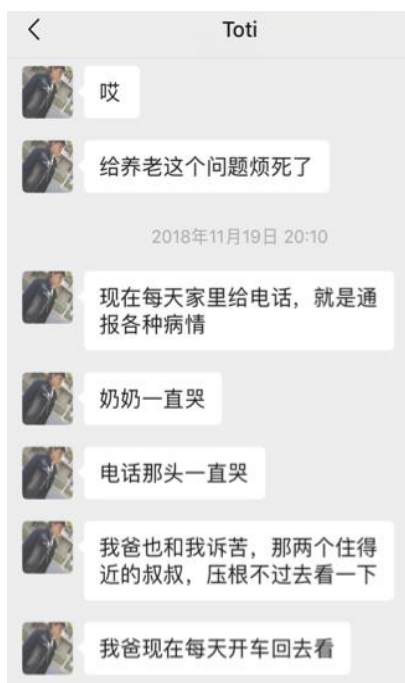 Toti
哎
给养老这个问题烦死了
2018年11月19日 20:10
现在每天家里给电话，就是通
报各种病情
奶奶一直哭
电话那头一直哭
我爸也和我诉苦，那两个住得
近的叔叔，压根不过去看一下
我爸现在每天开车回去看